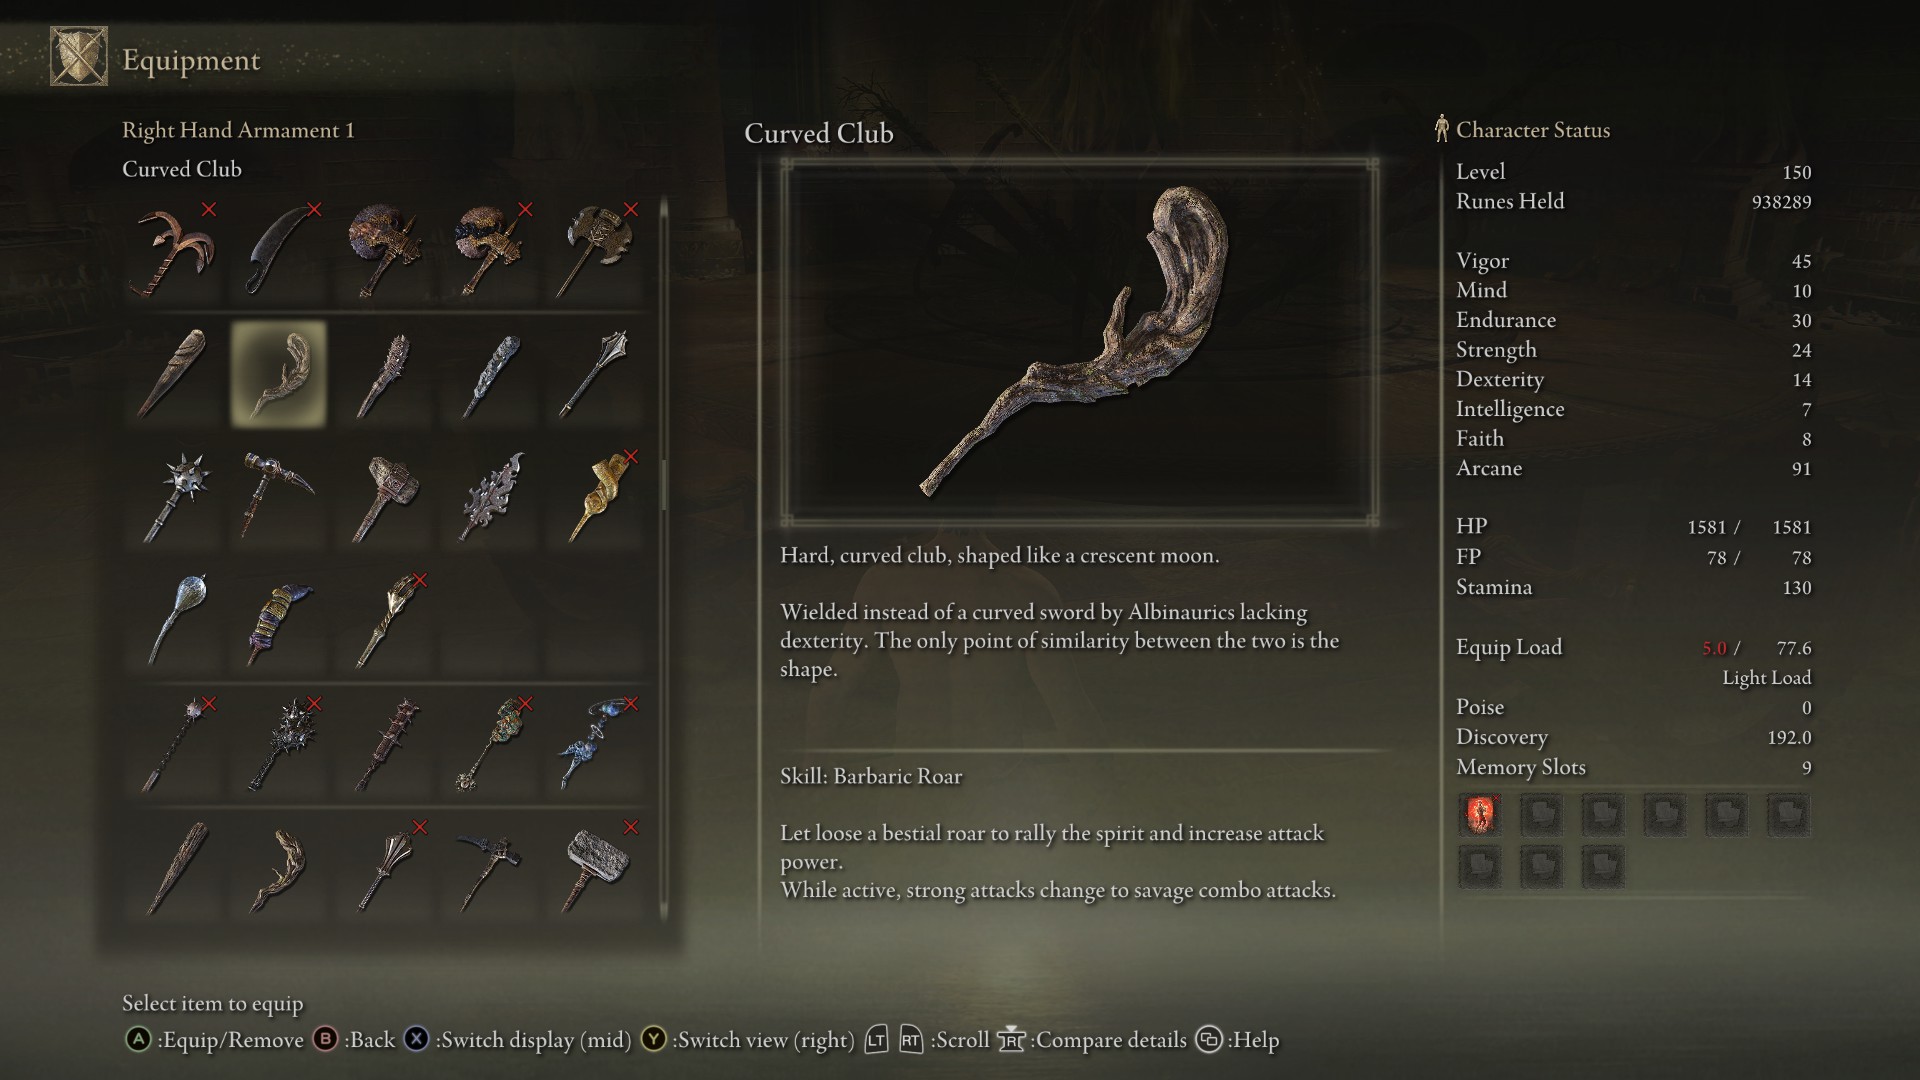 Equipment
Right Hand Armament 1
Curved Club
Curved Club
Hard, curved club, shaped like a crescent moon.
Wielded instead of a curved sword by Albinaurics lacking
dexterity. The only point of similarity between the two is the
shape.
Skill: Barbaric Roar
Let loose a bestial roar to rally the spirit and increase attack
power.
While active, strong attacks change to savage combo attacks.
Character Status
Level 150
Runes Held 938289
Vigor 45
Mind 10
Endurance 30
Strength 24
Dexterity 14
Intelligence 7
Faith 8
Arcane 91
HP 1581 / 1581
FP 78 / 78
Stamina 130
Equip Load 5.0 / 77.6
Light Load
Poise 0
Discovery 192.0
Memory Slots 9
Select item to equip
A :Equip/Remove B :Back X :Switch display (mid) Y :Switch view (right) LT RT :Scroll R :Compare details :Help